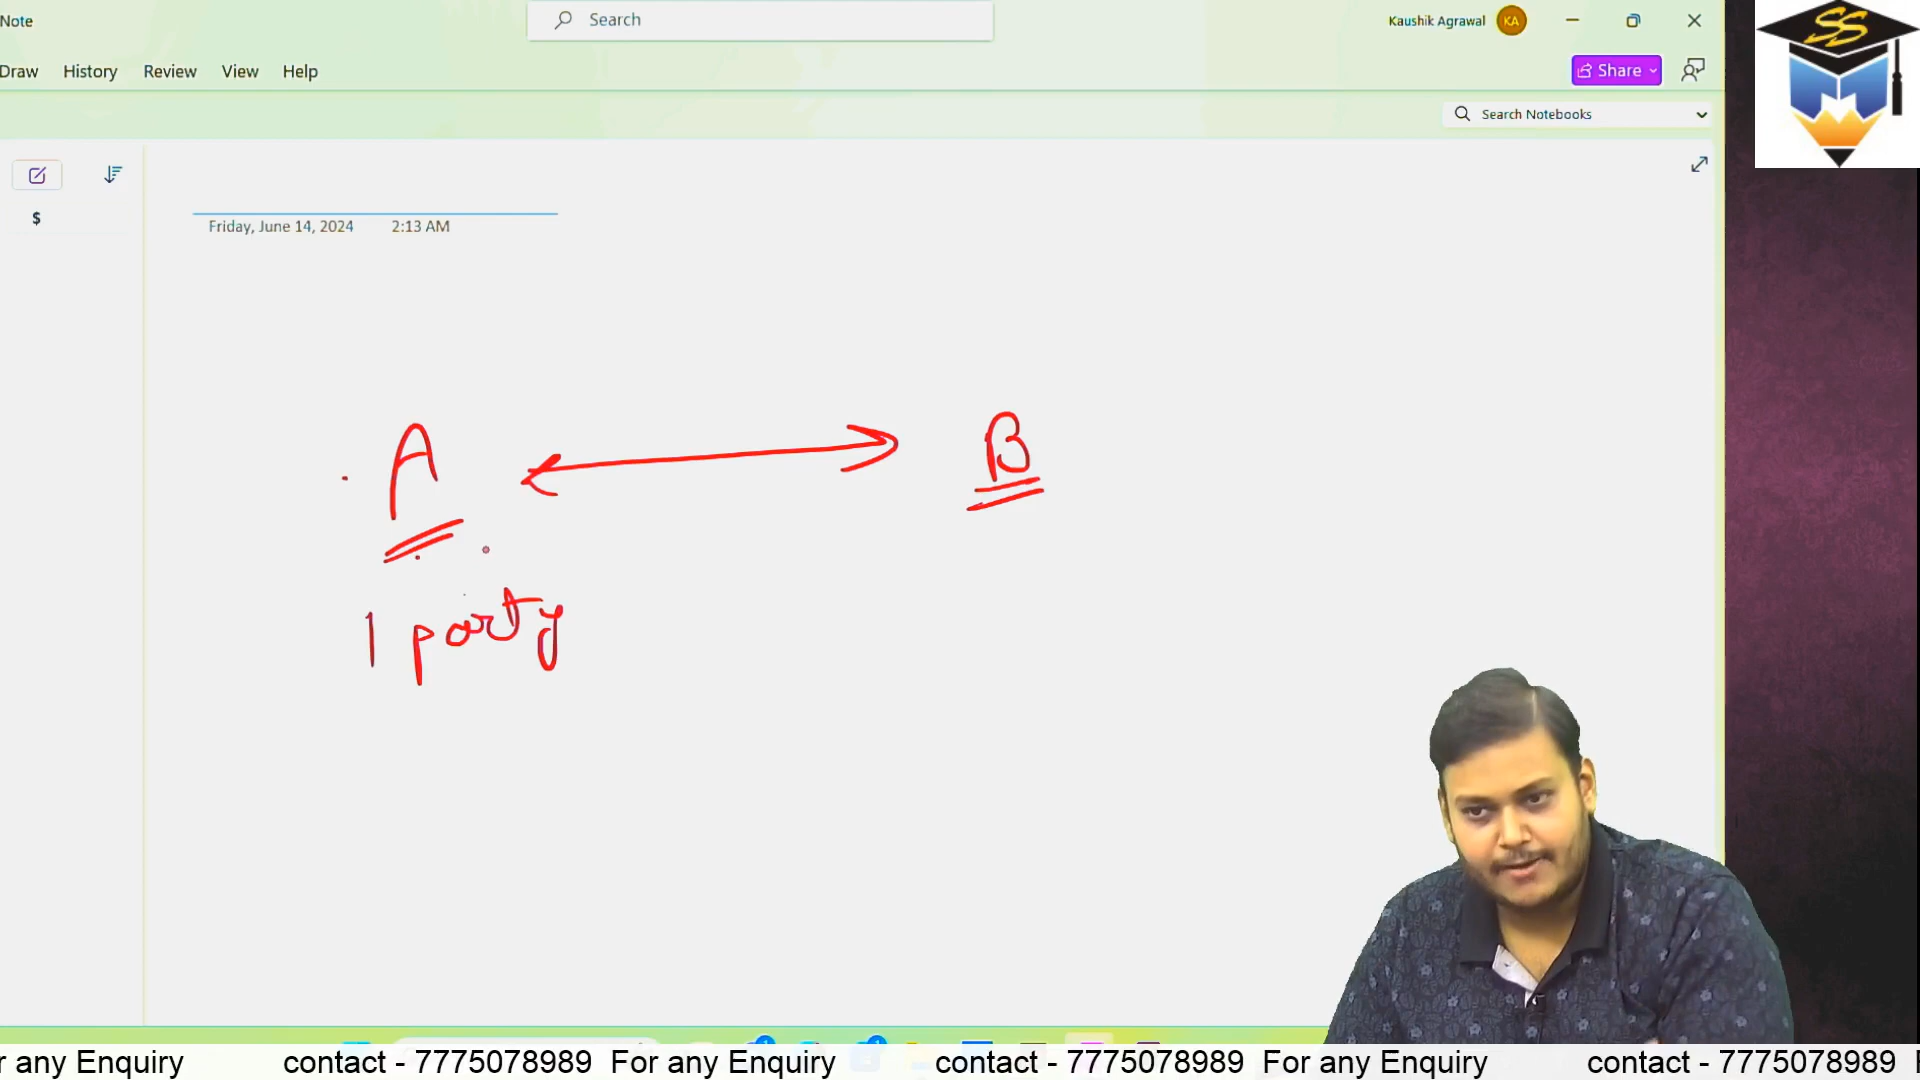 Note
Search
Kaushik Agrawal KA
Draw History Review View Help
Share
Search Notebooks
$
Friday, June 14, 2024 2:13 AM
A B
1 party
SS
M
r any Enquiry contact - 7775078989 For any Enquiry contact - 7775078989 For any Enquiry contact - 7775078989 F